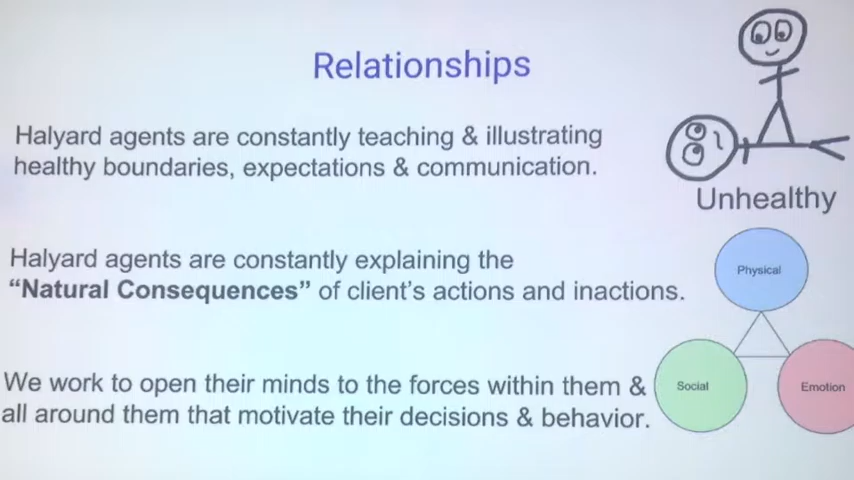 Relationships
Halyard agents are constantly teaching & illustrating
healthy boundaries, expectations & communication.
Unhealthy
Halyard agents are constantly explaining the
“Natural Consequences” of client’s actions and inactions.
Physical
We work to open their minds to the forces within them &
all around them that motivate their decisions & behavior.
Social
Emotion